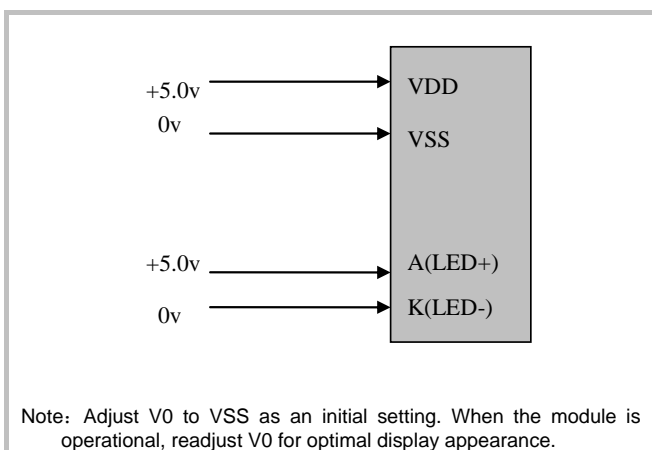 +5.0v VDD
0v VSS
+5.0v A(LED+)
0v K(LED-)
Note：Adjust V0 to VSS as an initial setting. When the module is
operational, readjust V0 for optimal display appearance.